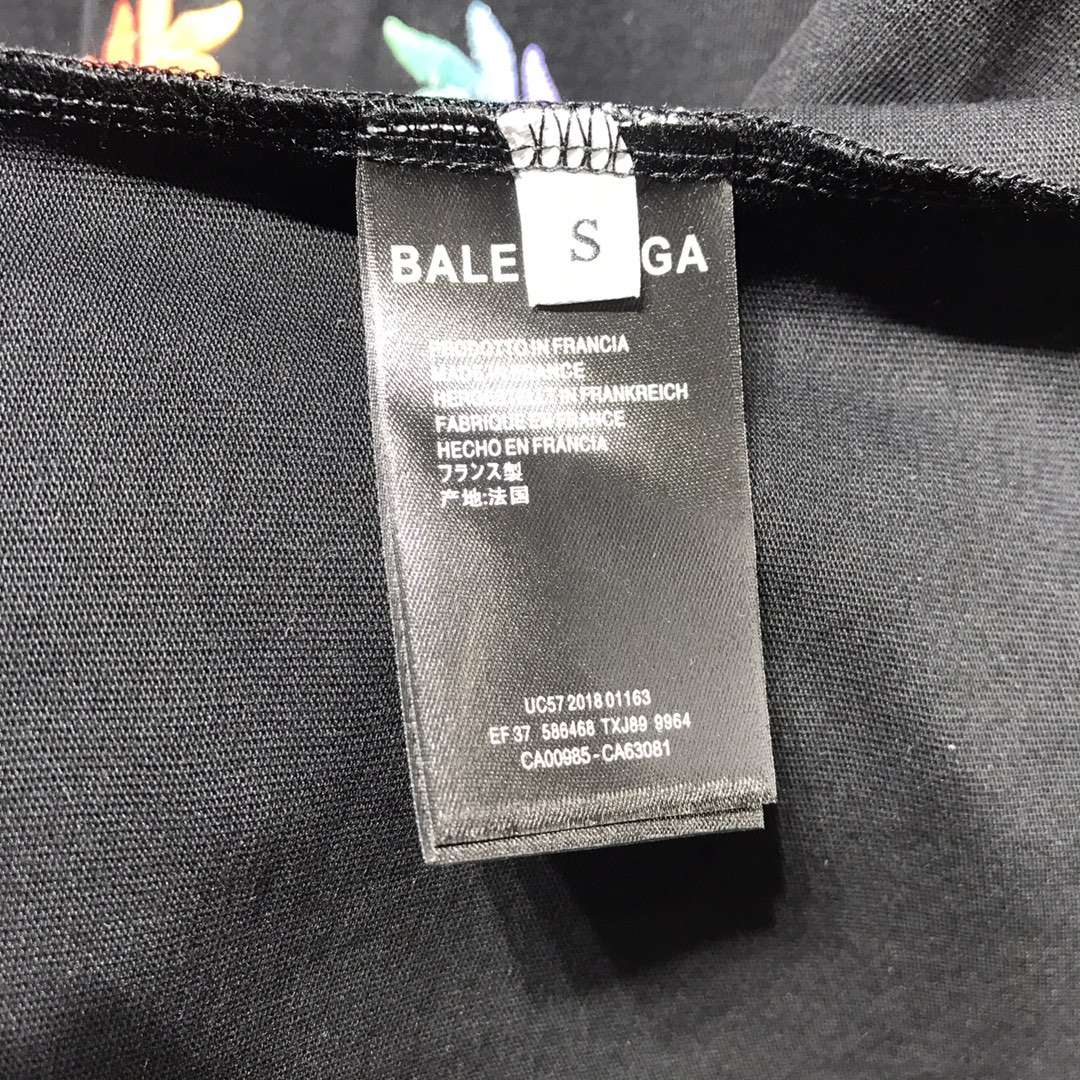 S
BALE GA
PRODOTTO IN FRANCIA
MADE IN FRANCE
HERGESTELLT IN FRANKREICH
FABRIQUE EN FRANCE
HECHO EN FRANCIA
フランス製
产地:法国
UC57 2018 01163
EF 37 586468 TXJ89 9964
CA00985 - CA63081